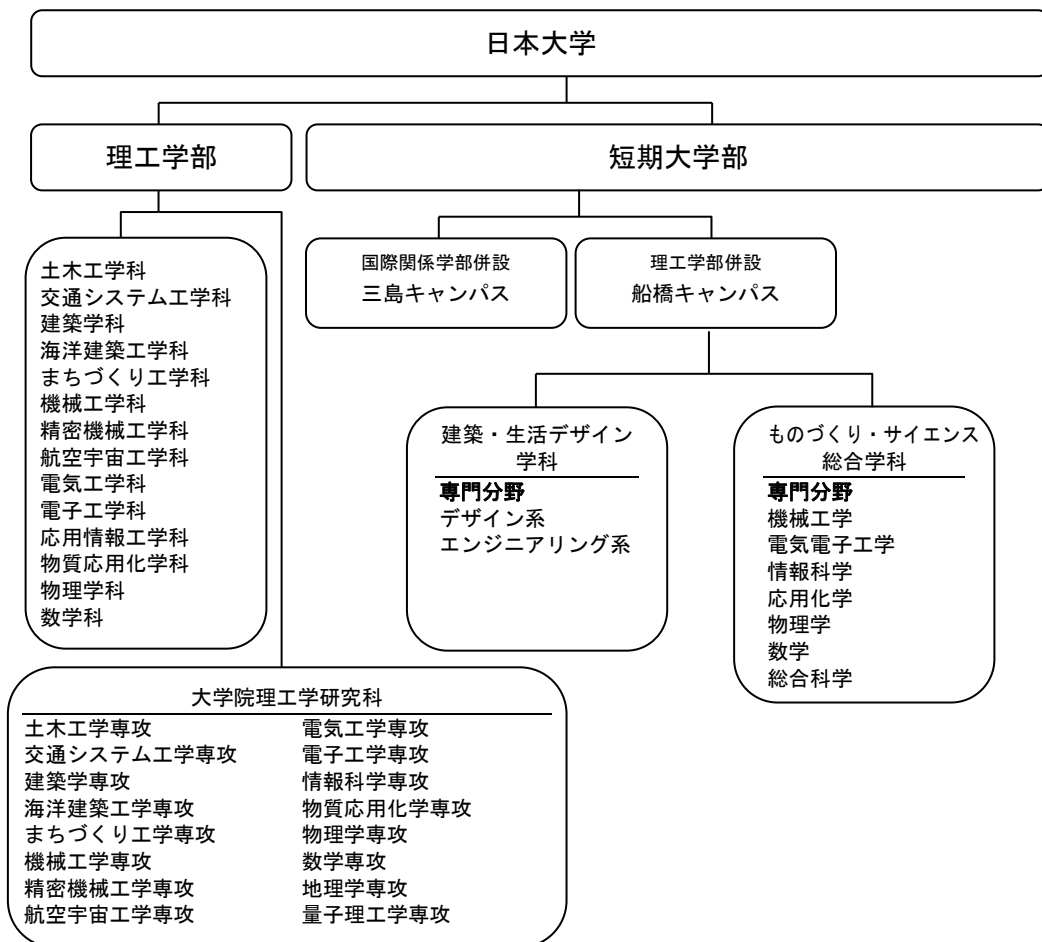 日本大学
理工学部
短期大学部
土木工学科
交通システム工学科
建築学科
海洋建築工学科
まちづくり工学科
機械工学科
精密機械工学科
航空宇宙工学科
電気工学科
電子工学科
応用情報工学科
物質応用化学科
物理学科
数学科
国際関係学部併設
三島キャンパス
理工学部併設
船橋キャンパス
建築・生活デザイン
学科
専門分野
デザイン系
エンジニアリング系
ものづくり・サイエンス
総合学科
専門分野
機械工学
電気電子工学
情報科学
応用化学
物理学
数学
総合科学
大学院理工学研究科
土木工学専攻
交通システム工学専攻
建築学専攻
海洋建築工学専攻
まちづくり工学専攻
機械工学専攻
精密機械工学専攻
航空宇宙工学専攻
電気工学専攻
電子工学専攻
情報科学専攻
物質応用化学専攻
物理学専攻
数学専攻
地理学専攻
量子理工学専攻